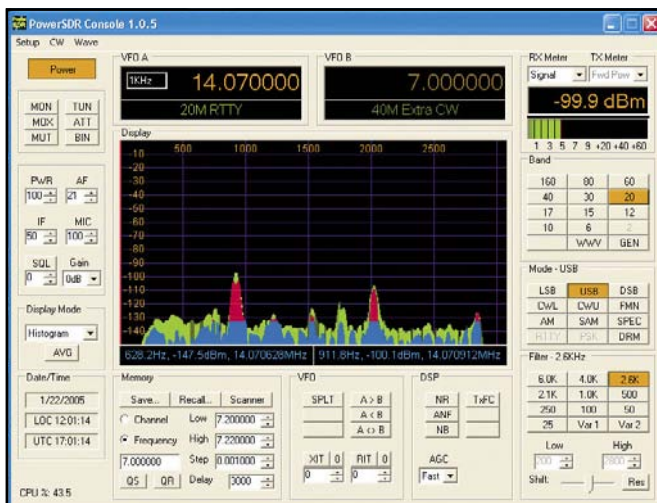 PowerSDR Console 1.0.5
Setup CW Wave
Power
MON TUN
MOX ATT
MUT BIN
PWR AF
100 21
IF MIC
50 100
SQL Gain
0 0dB
Display Mode
Histogram
AVG
Date/Time
1/22/2005
LOC 12:01:14
UTC 17:01:14
CPU %: 43.5
VFO A
1KHz 14.070000
20M RTTY
VFO B
7.000000
40M Extra CW
Display
500 1000 1500 2000 2500
-10
-20
-30
-40
-50
-60
-70
-80
-90
-100
-110
-120
-130
-140
628.2Hz, -147.5dBm, 14.070628MHz 911.8Hz, -100.1dBm, 14.070912MHz
Memory
Save... Recall... Scanner
Channel Low 7.200000
Frequency High 7.220000
7.000000 Step 0.001000
QS QR Delay 3000
VFO
SPLT A > B
A < B
A <> B
XIT 0 RIT 0
0 0
DSP
NR TxFC
ANF
NB
AGC
Fast
RX Meter TX Meter
Signal Fwd Pow
-99.9 dBm
1 3 5 7 9 +20 +40 +60
Band
160 80 60
40 30 20
17 15 12
10 6 2
WWV GEN
Mode - USB
LSB USB DSB
CWL CWU FMN
AM SAM SPEC
RTTY PSK DRM
Filter - 2.6KHz
6.0K 4.0K 2.6K
2.1K 1.0K 500
250 100 50
25 Var 1 Var 2
Low High
200 2800
Shift: Res